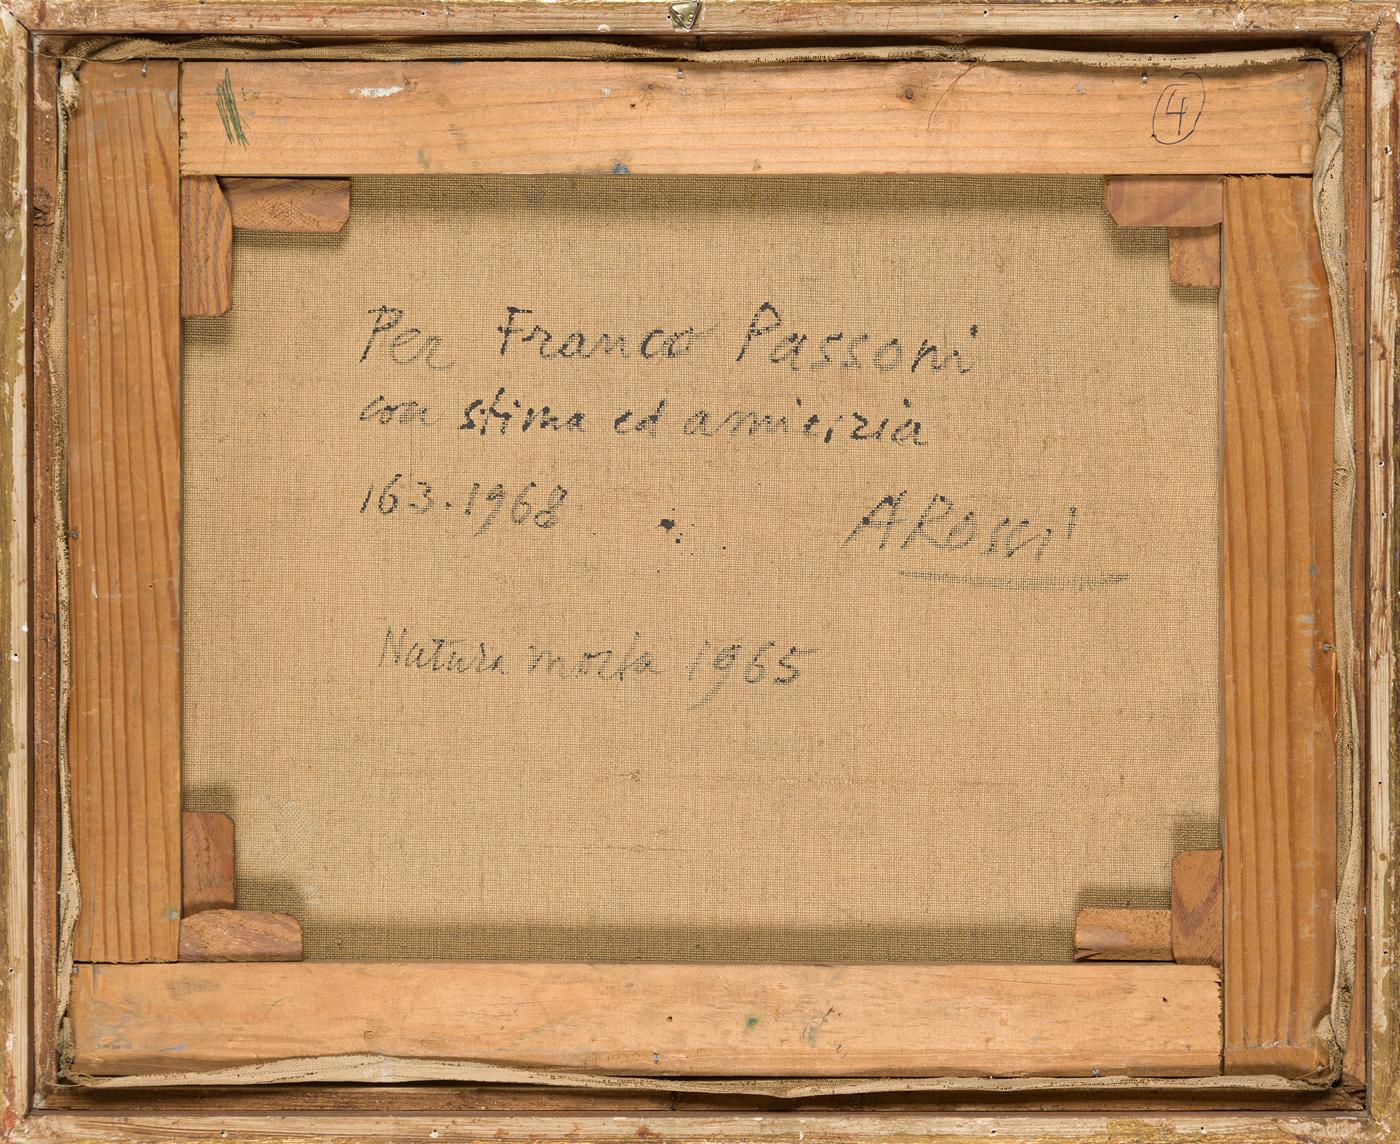 4
Per Franco Passoni
con stima ed amicizia
16 3 . 1968
A Rossi
Natura morta 1965